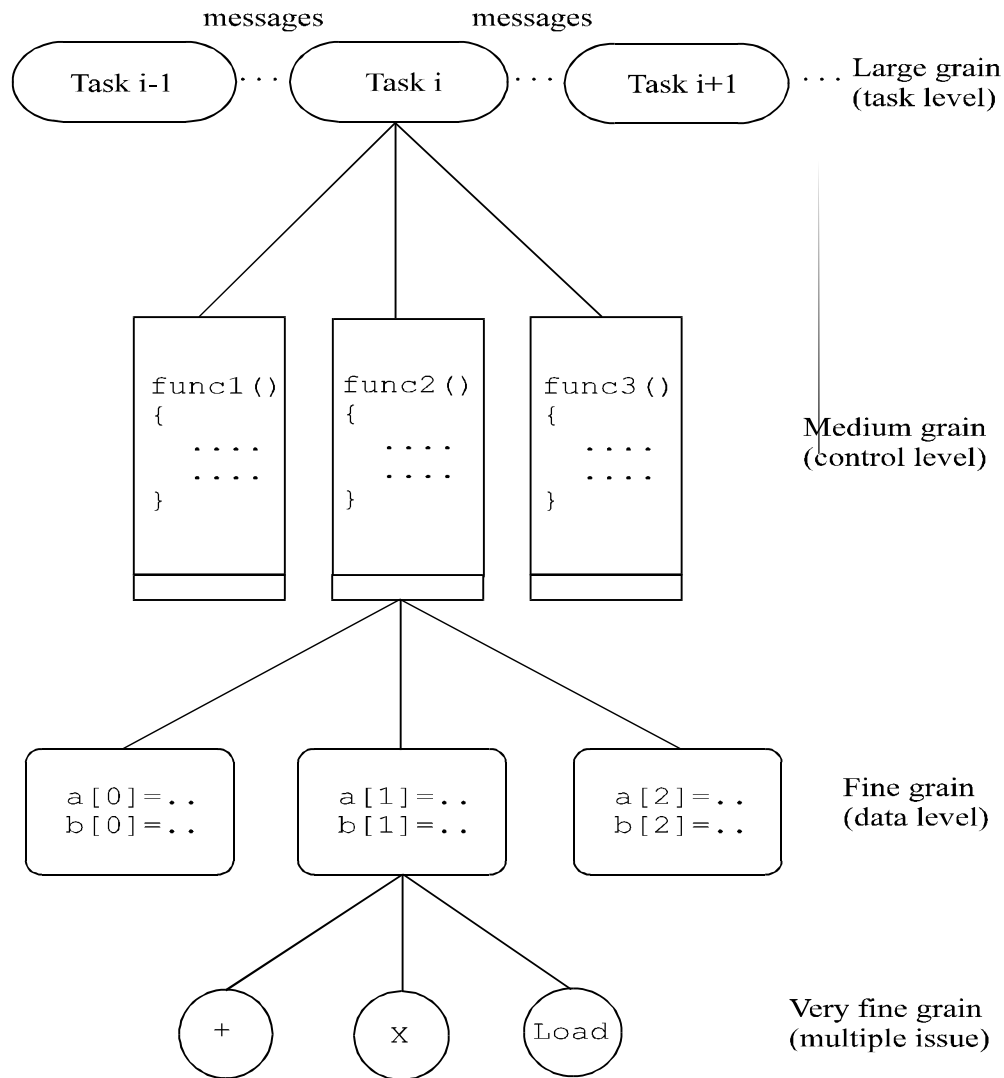 messages
messages
Task i-1
. . .
Task i
. . .
Task i+1
. . .
Large grain
(task level)
func1()
{
....
....
}
func2()
{
....
....
}
func3()
{
....
....
}
Medium grain
(control level)
a[0]=..
b[0]=..
a[1]=..
b[1]=..
a[2]=..
b[2]=..
Fine grain
(data level)
+
x
Load
Very fine grain
(multiple issue)